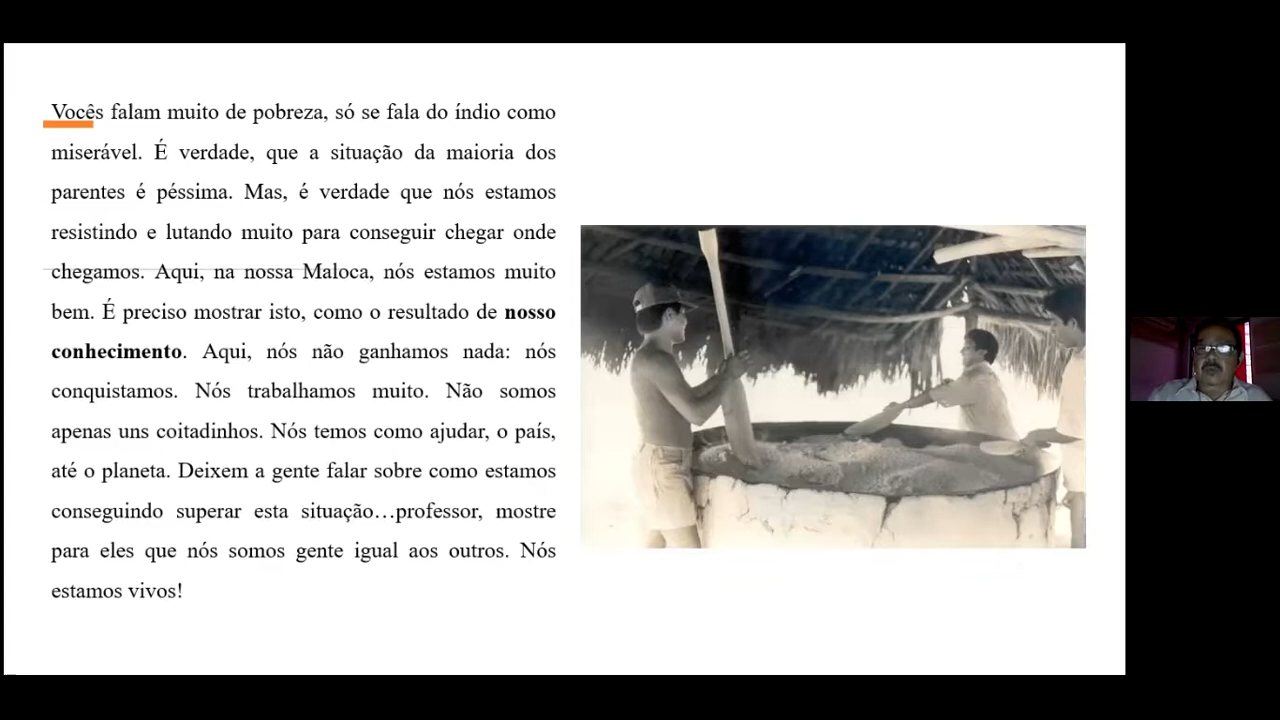 Vocês falam muito de pobreza, só se fala do índio como
miserável. É verdade, que a situação da maioria dos
parentes é péssima. Mas, é verdade que nós estamos
resistindo e lutando muito para conseguir chegar onde
chegamos. Aqui, na nossa Maloca, nós estamos muito
bem. É preciso mostrar isto, como o resultado de nosso
conhecimento. Aqui, nós não ganhamos nada: nós
conquistamos. Nós trabalhamos muito. Não somos
apenas uns coitadinhos. Nós temos como ajudar, o país,
até o planeta. Deixem a gente falar sobre como estamos
conseguindo superar esta situação…professor, mostre
para eles que nós somos gente igual aos outros. Nós
estamos vivos!